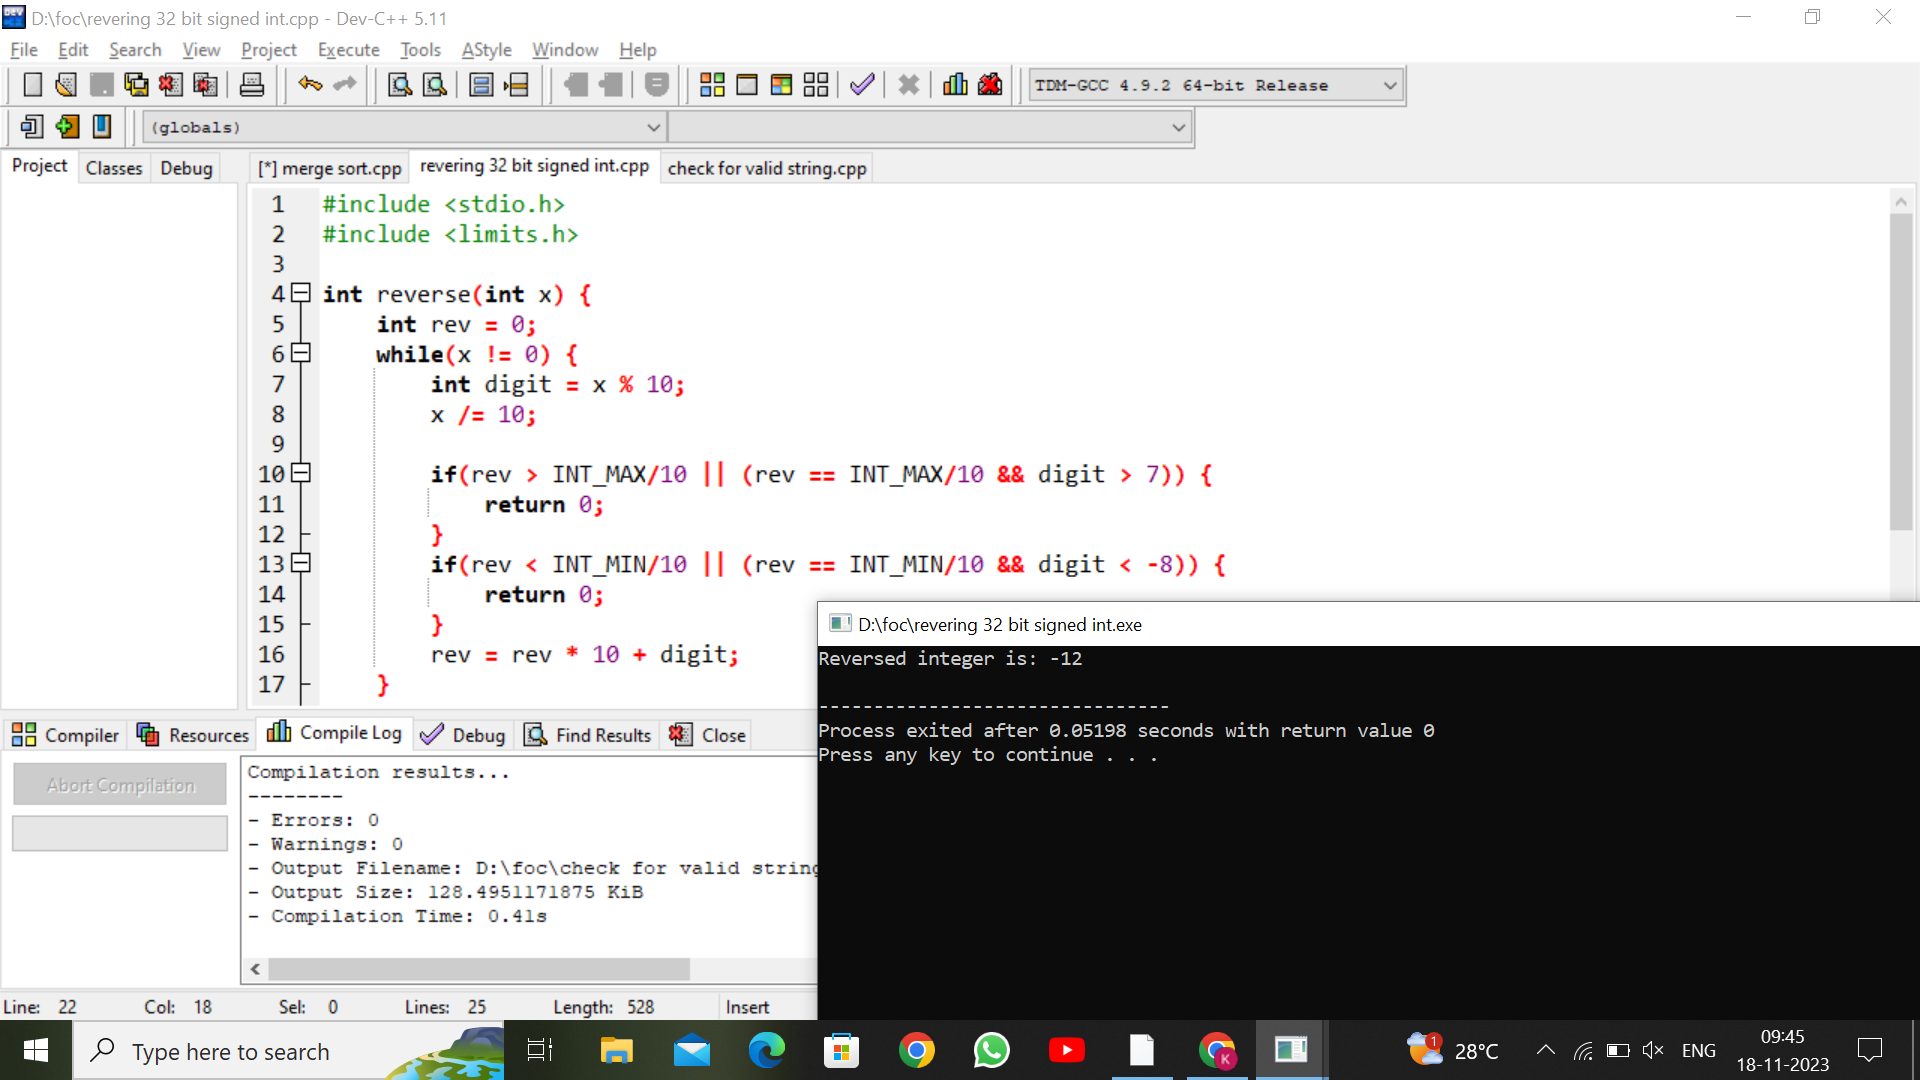 D:\foc\revering 32 bit signed int.cpp - Dev-C++ 5.11
File Edit Search View Project Execute Tools AStyle Window Help
TDM-GCC 4.9.2 64-bit Release
(globals)
Project Classes Debug [*] merge sort.cpp revering 32 bit signed int.cpp check for valid string.cpp
1 #include <stdio.h>
2 #include <limits.h>
3
4 int reverse(int x) {
5 int rev = 0;
6 while(x != 0) {
7 int digit = x % 10;
8 x /= 10;
9
10 if(rev > INT_MAX/10 || (rev == INT_MAX/10 && digit > 7)) {
11 return 0;
12 }
13 if(rev < INT_MIN/10 || (rev == INT_MIN/10 && digit < -8)) {
14 return 0;
15 }
16 rev = rev * 10 + digit;
17 }
D:\foc\revering 32 bit signed int.exe
Reversed integer is: -12
--------------------------------
Process exited after 0.05198 seconds with return value 0
Press any key to continue . . .
Compiler Resources Compile Log Debug Find Results Close
Abort Compilation
Compilation results...
--------
- Errors: 0
- Warnings: 0
- Output Filename: D:\foc\check for valid string
- Output Size: 128.4951171875 KiB
- Compilation Time: 0.41s
Line: 22 Col: 18 Sel: 0 Lines: 25 Length: 528 Insert
Type here to search
1
K
28°C
ENG
09:45
18-11-2023